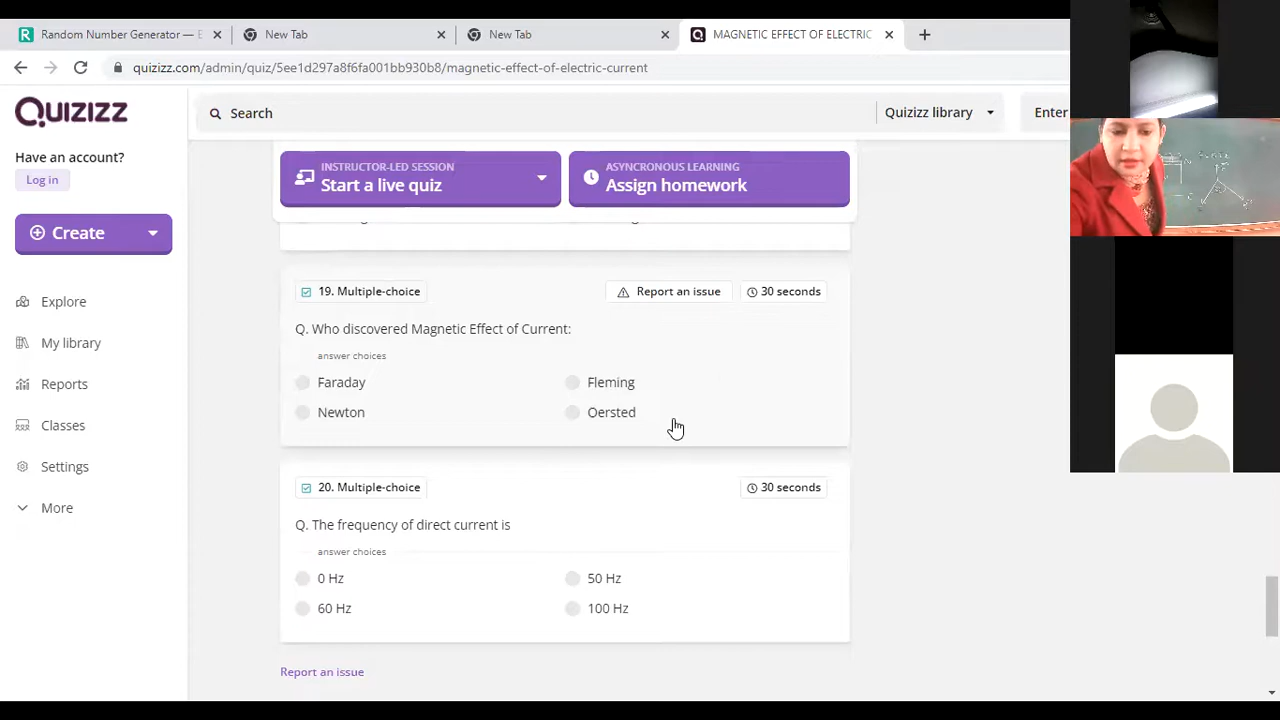 Random Number Generator — E
New Tab
New Tab
MAGNETIC EFFECT OF ELECTRIC
quizizz.com/admin/quiz/5ee1d297a8f6fa001bb930b8/magnetic-effect-of-electric-current
QUIZIZZ
Search
Quizizz library
Enter
Have an account?
Log in
INSTRUCTOR-LED SESSION
Start a live quiz
ASYNCRONOUS LEARNING
Assign homework
Create
Explore
My library
Reports
Classes
Settings
More
19. Multiple-choice
Report an issue
30 seconds
Q. Who discovered Magnetic Effect of Current:
answer choices
Faraday
Fleming
Newton
Oersted
20. Multiple-choice
30 seconds
Q. The frequency of direct current is
answer choices
0 Hz
50 Hz
60 Hz
100 Hz
Report an issue